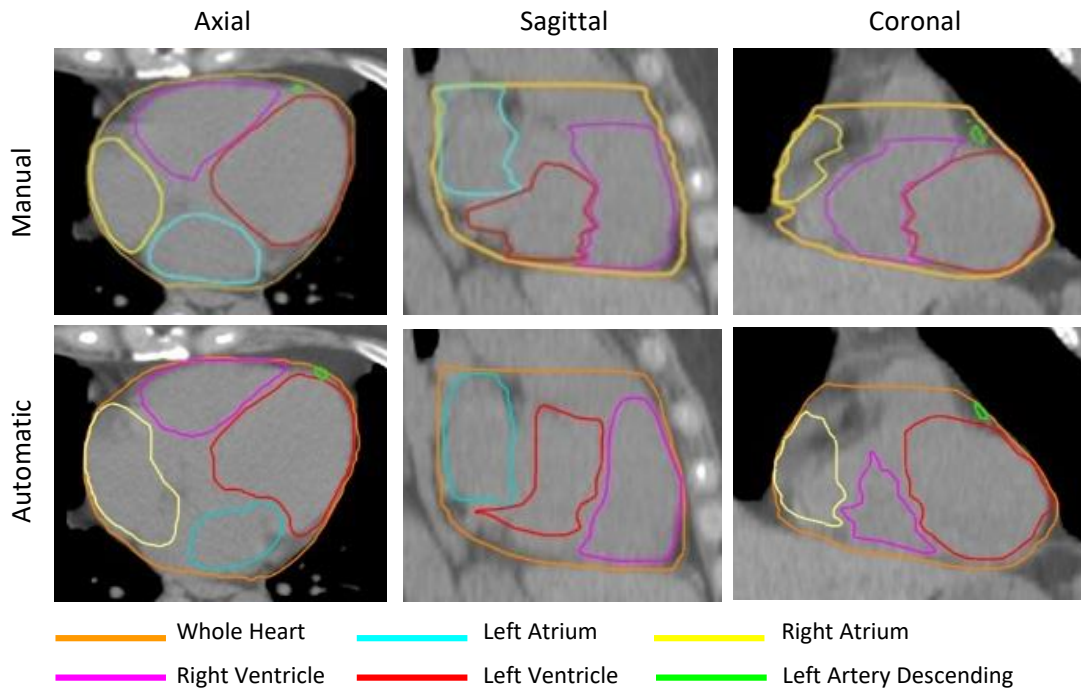 Axial Sagittal Coronal
Manual
Automatic
Whole Heart Left Atrium Right Atrium
Right Ventricle Left Ventricle Left Artery Descending